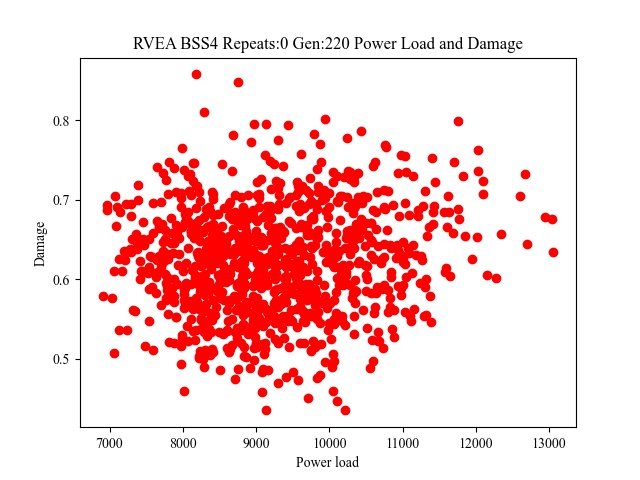 RVEA BSS4 Repeats:0 Gen:220 Power Load and Damage
0.8
0.7
0.6
0.5
Damage
7000 8000 9000 10000 11000 12000 13000
Power load